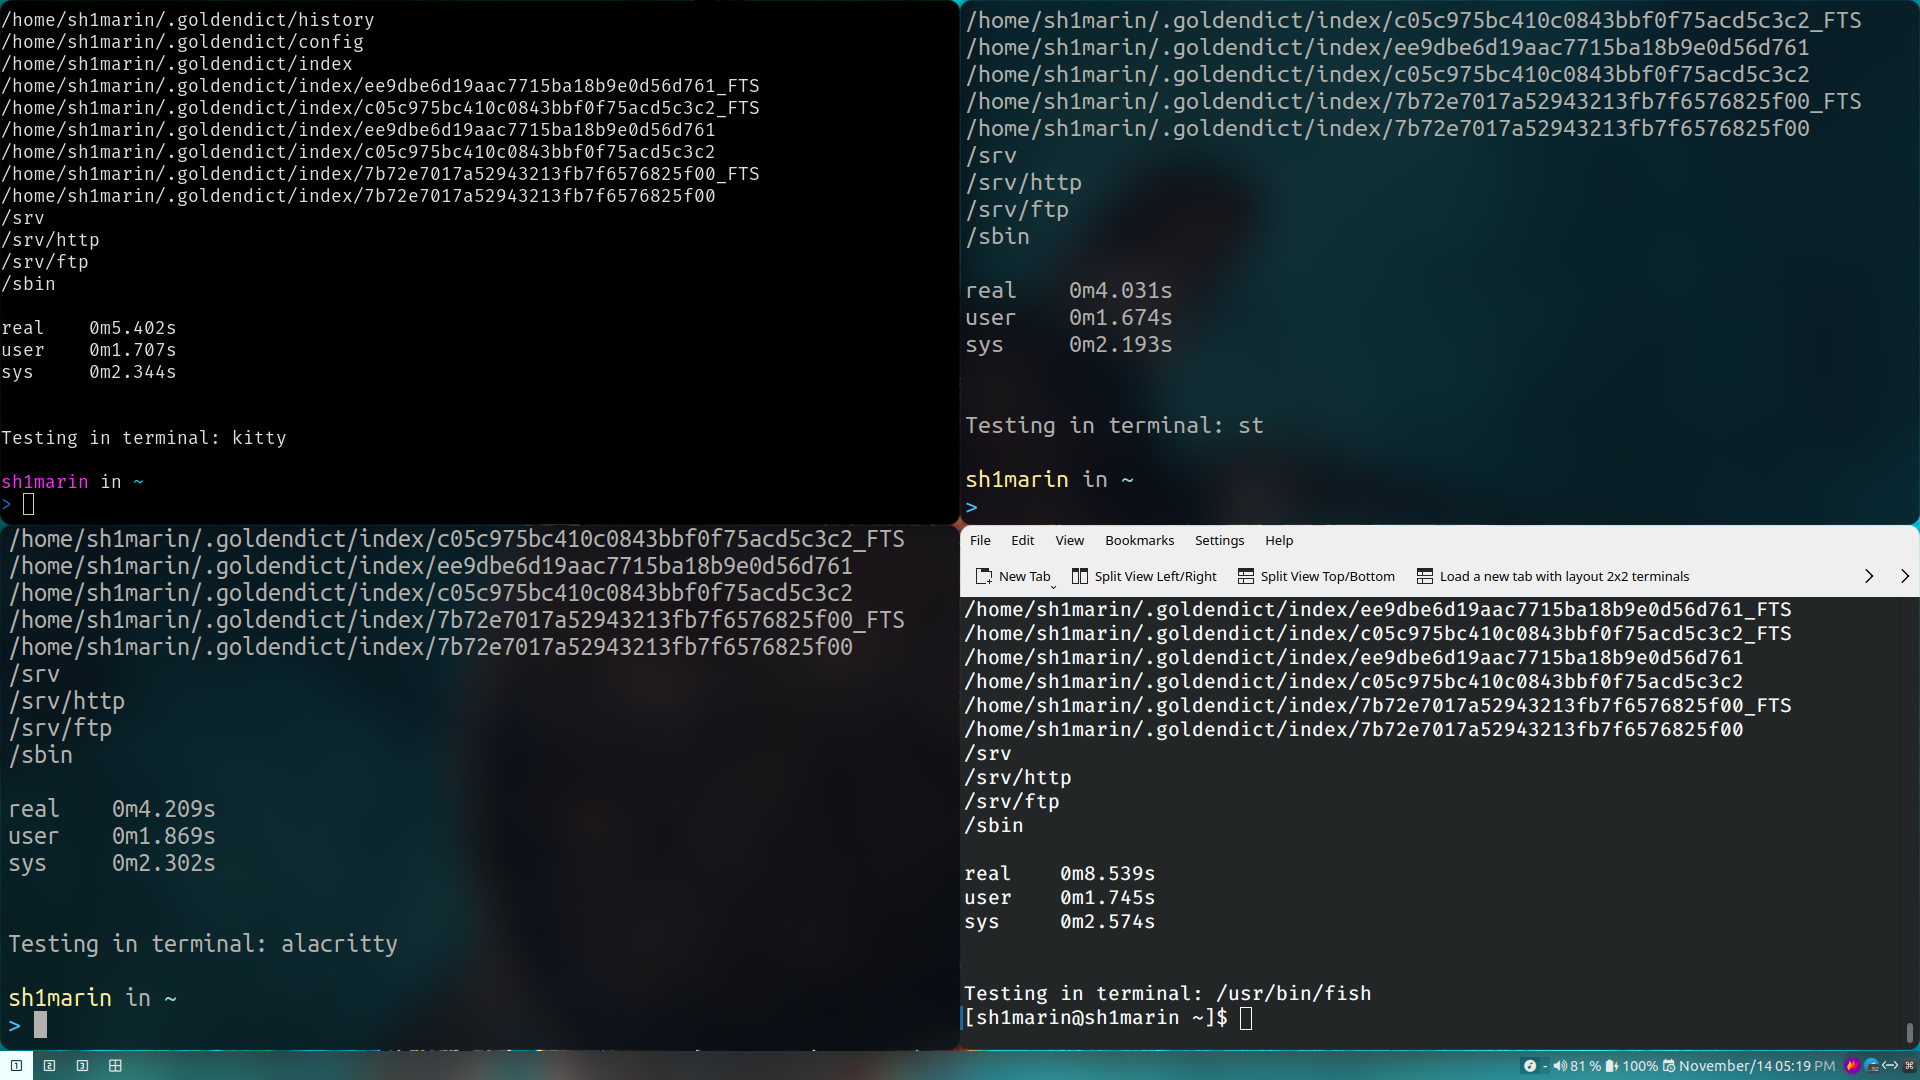 /home/sh1marin/.goldendict/history
/home/sh1marin/.goldendict/config
/home/sh1marin/.goldendict/index
/home/sh1marin/.goldendict/index/ee9dbe6d19aac7715ba18b9e0d56d761_FTS
/home/sh1marin/.goldendict/index/c05c975bc410c0843bbf0f75acd5c3c2_FTS
/home/sh1marin/.goldendict/index/ee9dbe6d19aac7715ba18b9e0d56d761
/home/sh1marin/.goldendict/index/c05c975bc410c0843bbf0f75acd5c3c2
/home/sh1marin/.goldendict/index/7b72e7017a52943213fb7f6576825f00_FTS
/home/sh1marin/.goldendict/index/7b72e7017a52943213fb7f6576825f00
/srv
/srv/http
/srv/ftp
/sbin
real 0m5.402s
user 0m1.707s
sys 0m2.344s
Testing in terminal: kitty
sh1marin in ~
>
/home/sh1marin/.goldendict/index/c05c975bc410c0843bbf0f75acd5c3c2_FTS
/home/sh1marin/.goldendict/index/ee9dbe6d19aac7715ba18b9e0d56d761
/home/sh1marin/.goldendict/index/c05c975bc410c0843bbf0f75acd5c3c2
/home/sh1marin/.goldendict/index/7b72e7017a52943213fb7f6576825f00_FTS
/home/sh1marin/.goldendict/index/7b72e7017a52943213fb7f6576825f00
/srv
/srv/http
/srv/ftp
/sbin
real 0m4.031s
user 0m1.674s
sys 0m2.193s
Testing in terminal: st
sh1marin in ~
>
/home/sh1marin/.goldendict/index/c05c975bc410c0843bbf0f75acd5c3c2_FTS
/home/sh1marin/.goldendict/index/ee9dbe6d19aac7715ba18b9e0d56d761
/home/sh1marin/.goldendict/index/c05c975bc410c0843bbf0f75acd5c3c2
/home/sh1marin/.goldendict/index/7b72e7017a52943213fb7f6576825f00_FTS
/home/sh1marin/.goldendict/index/7b72e7017a52943213fb7f6576825f00
/srv
/srv/http
/srv/ftp
/sbin
real 0m4.209s
user 0m1.869s
sys 0m2.302s
Testing in terminal: alacritty
sh1marin in ~
>
File Edit View Bookmarks Settings Help
New Tab Split View Left/Right Split View Top/Bottom Load a new tab with layout 2x2 terminals
/home/sh1marin/.goldendict/index/ee9dbe6d19aac7715ba18b9e0d56d761_FTS
/home/sh1marin/.goldendict/index/c05c975bc410c0843bbf0f75acd5c3c2_FTS
/home/sh1marin/.goldendict/index/ee9dbe6d19aac7715ba18b9e0d56d761
/home/sh1marin/.goldendict/index/c05c975bc410c0843bbf0f75acd5c3c2
/home/sh1marin/.goldendict/index/7b72e7017a52943213fb7f6576825f00_FTS
/home/sh1marin/.goldendict/index/7b72e7017a52943213fb7f6576825f00
/srv
/srv/http
/srv/ftp
/sbin
real 0m8.539s
user 0m1.745s
sys 0m2.574s
Testing in terminal: /usr/bin/fish
[sh1marin@sh1marin ~]$
1 2 3 - 81 % 100% November/14 05:19 PM